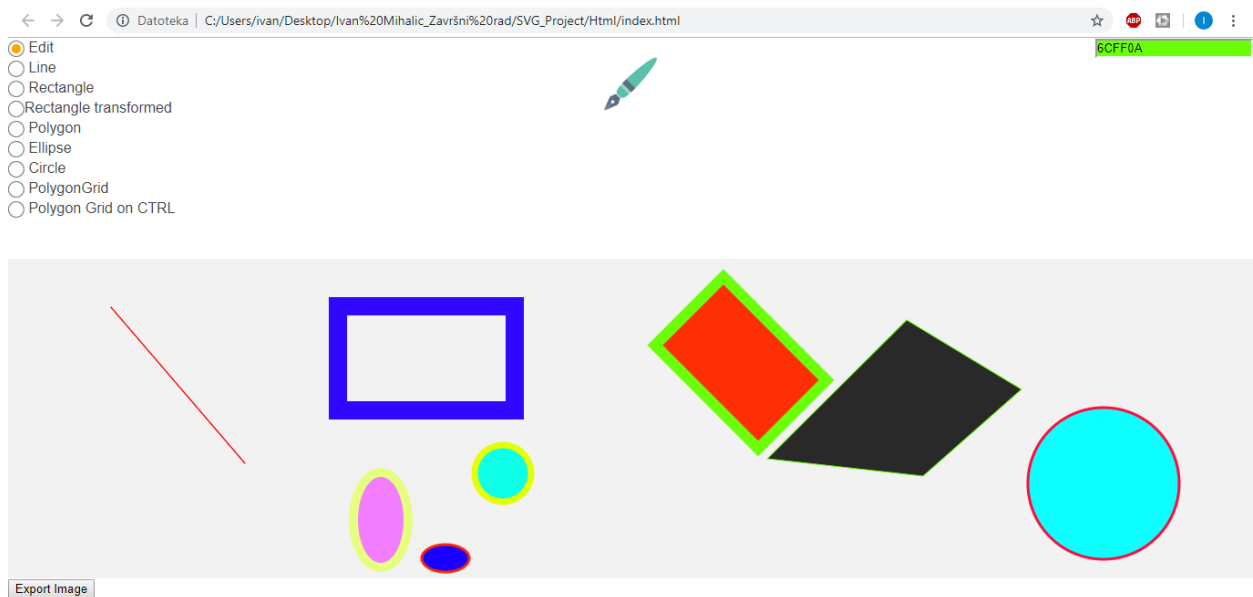 Datoteka | C:/Users/ivan/Desktop/Ivan%20Mihalic_Završni%20rad/SVG_Project/Html/index.html
ABP
I
Edit
6CFF0A
Line
Rectangle
Rectangle transformed
Polygon
Ellipse
Circle
PolygonGrid
Polygon Grid on CTRL
Export Image